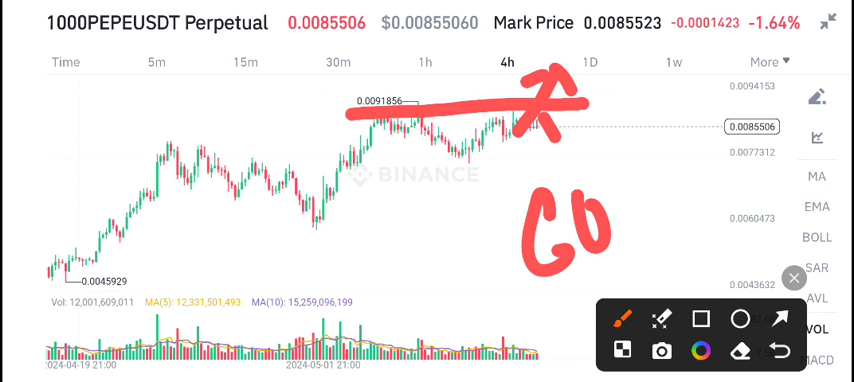 1000PEPEUSDT Perpetual 0.0085506 $0.00855060 Mark Price 0.0085523 -0.0001423 -1.64%
Time 5m 15m 30m 1h 4h 1D 1w More
0.0094153
0.0091856
0.0085506
0.0077312
BINANCE
MA
EMA
0.0060473
GO
BOLL
SAR
0.0045929
0.0043632
AVL
Vol: 12,001,609,011 MA(5): 12,331,501,493 MA(10): 15,259,096,199
VOL
MACD
2024-04-19 21:00 2024-05-01 21:00